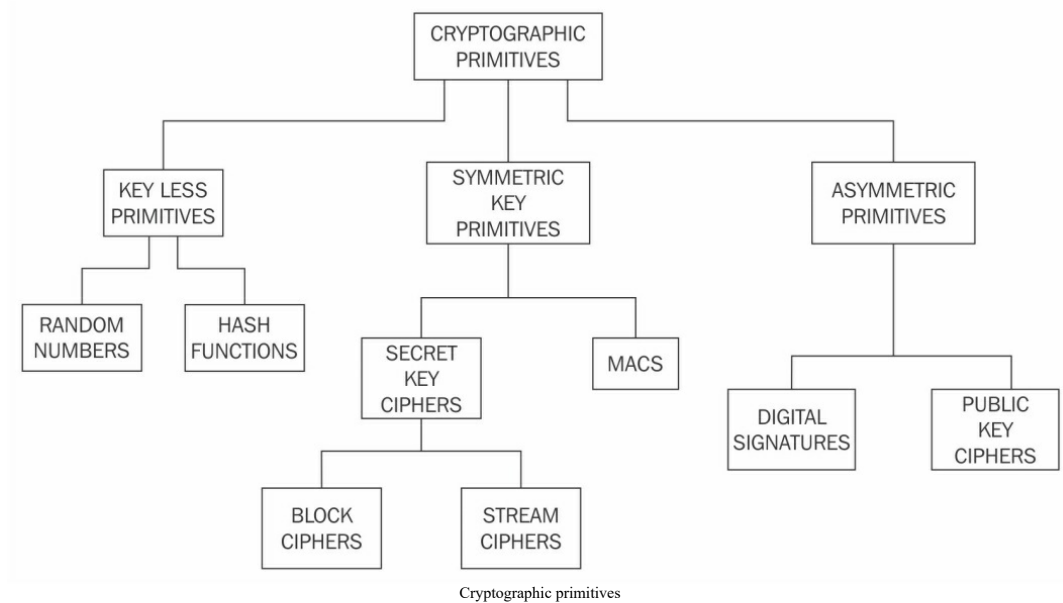 CRYPTOGRAPHIC
PRIMITIVES
KEY LESS
PRIMITIVES
SYMMETRIC
KEY
PRIMITIVES
ASYMMETRIC
PRIMITIVES
RANDOM
NUMBERS
HASH
FUNCTIONS
SECRET
KEY
CIPHERS
MACS
DIGITAL
SIGNATURES
PUBLIC
KEY
CIPHERS
BLOCK
CIPHERS
STREAM
CIPHERS
Cryptographic primitives